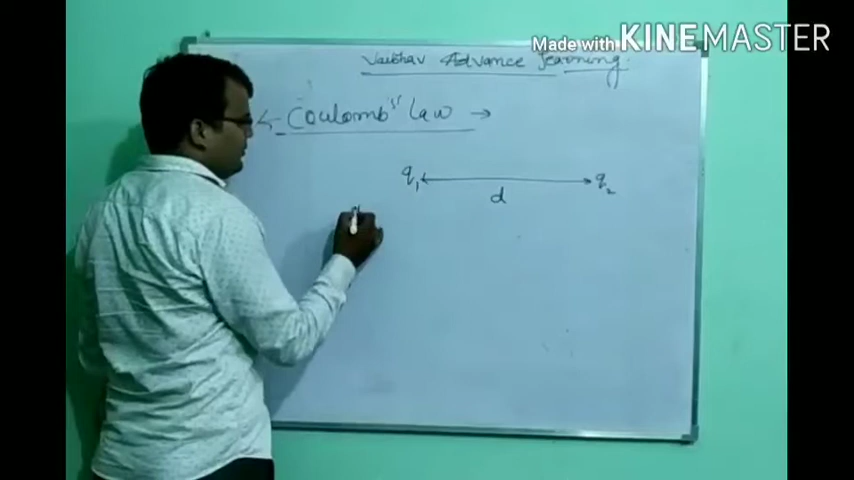 Made with KINEMASTER
Vaibhav Advance Learning.
Coulomb's law →
q₁ d q₂